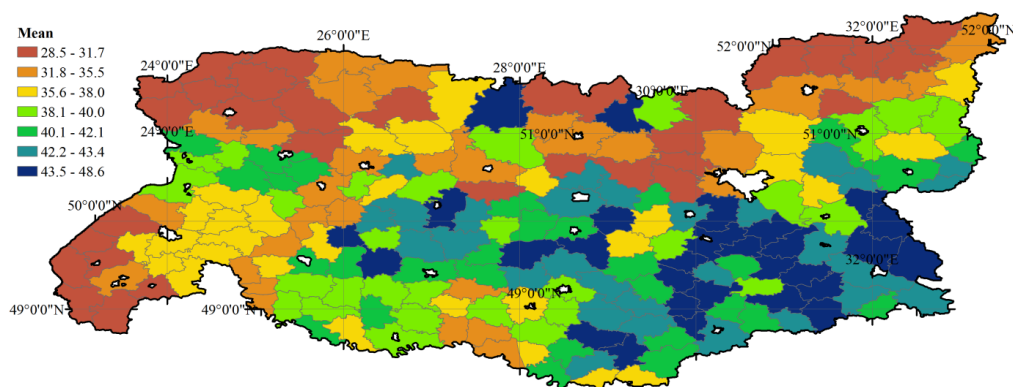 Mean
28.5 - 31.7
31.8 - 35.5
35.6 - 38.0
38.1 - 40.0
40.1 - 42.1
42.2 - 43.4
43.5 - 48.6
26°0'0"E
32°0'0"E
52°0'0"N
52°0'0"N
24°0'0"E
28°0'0"E
30°0'0"E
24°0'0"E
51°0'0"N
51°0'0"N
50°0'0"N
32°0'0"E
49°0'0"N
49°0'0"N
49°0'0"N